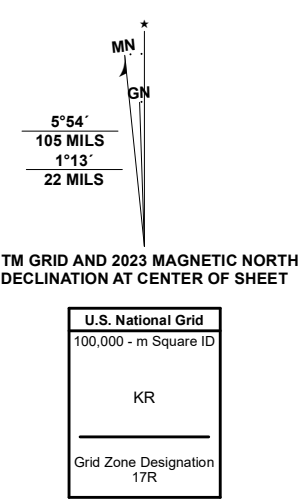 MN
GN
5°54´
105 MILS
1°13´
22 MILS
TM GRID AND 2023 MAGNETIC NORTH
DECLINATION AT CENTER OF SHEET
U.S. National Grid
100,000 - m Square ID
KR
Grid Zone Designation
17R